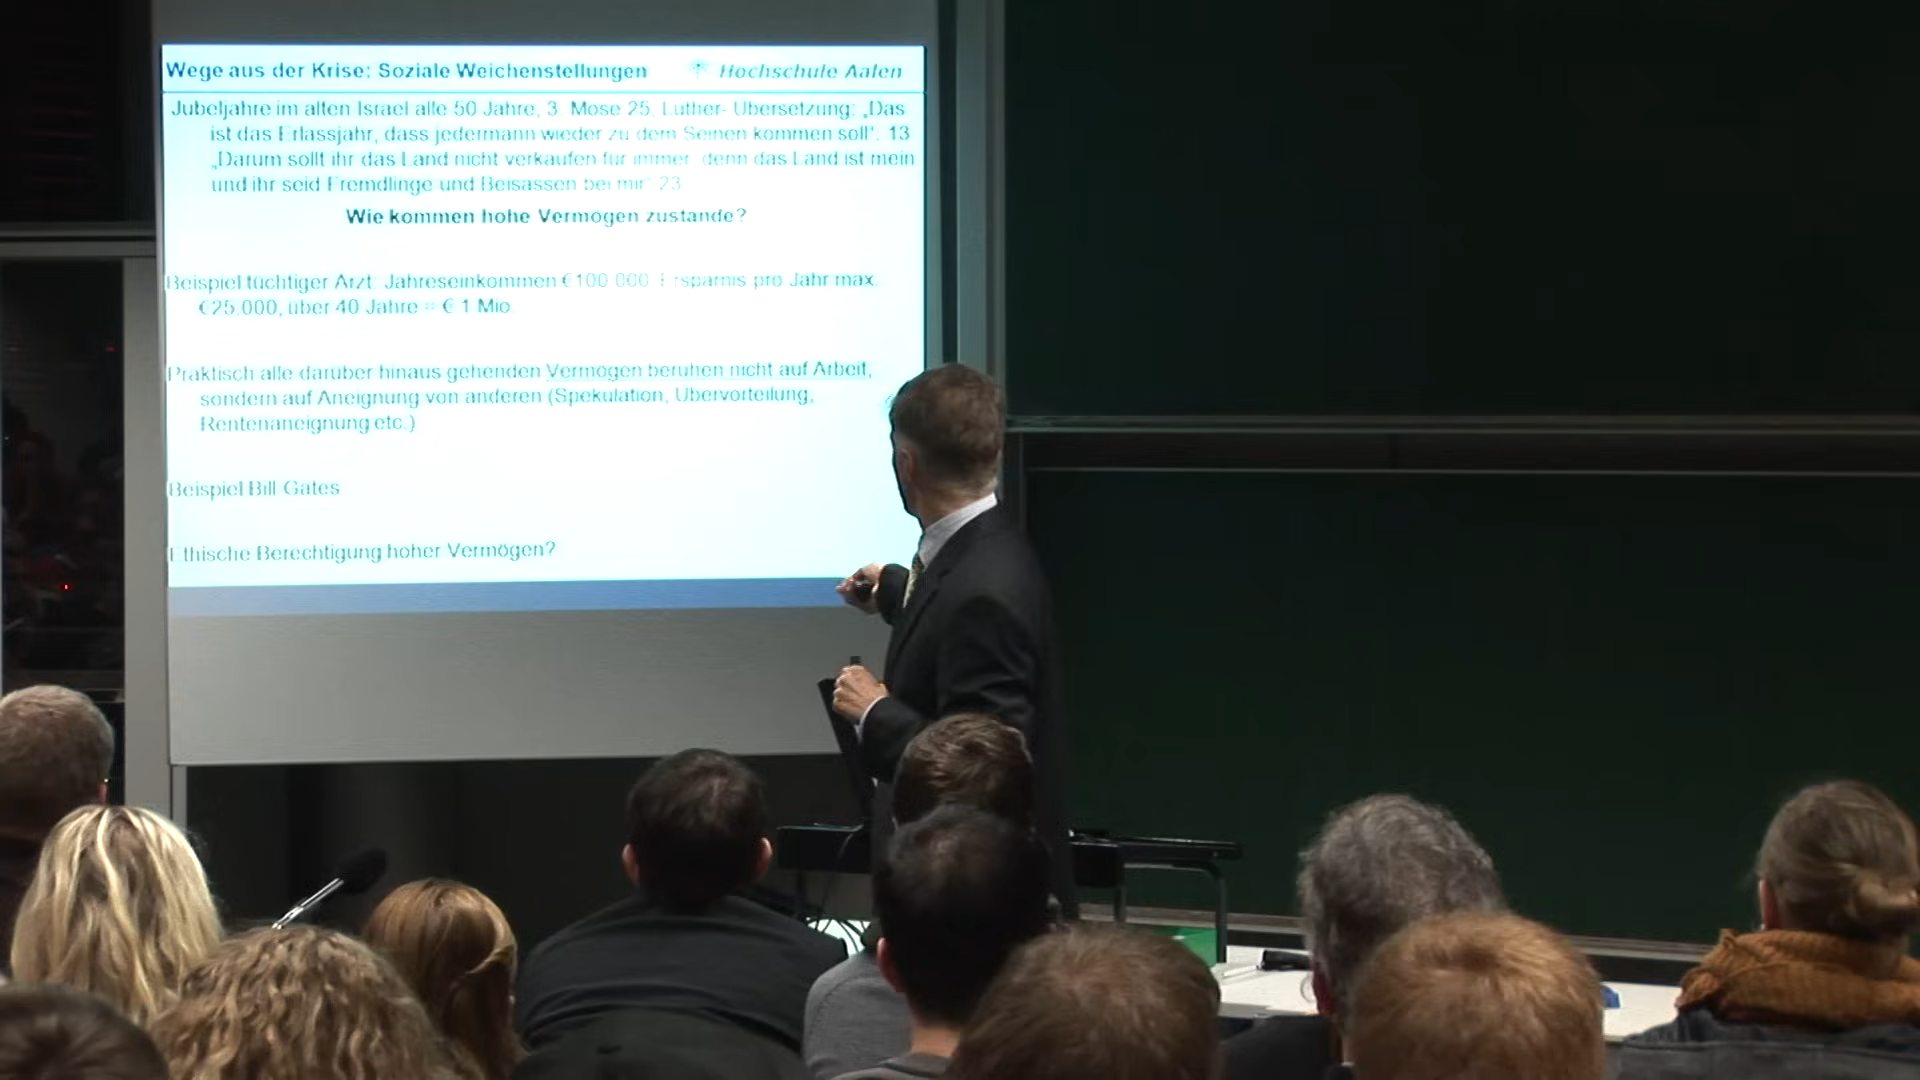 Wege aus der Krise: Soziale Weichenstellungen
Hochschule Aalen
Jubeljahre im alten Israel alle 50 Jahre, 3. Mose 25, Luther- Übersetzung: „Das
ist das Erlassjahr, dass jedermann wieder zu dem Seinen kommen soll“. 13
„Darum sollt ihr das Land nicht verkaufen für immer, denn das Land ist mein
und ihr seid Fremdlinge und Beisassen bei mir“ 23
Wie kommen hohe Vermögen zustande?
Beispiel tüchtiger Arzt: Jahreseinkommen €100.000. Ersparnis pro Jahr max.
€25.000, über 40 Jahre = € 1 Mio.
Praktisch alle darüber hinaus gehenden Vermögen beruhen nicht auf Arbeit,
sondern auf Aneignung von anderen (Spekulation, Übervorteilung,
Rentenaneignung etc.)
Beispiel Bill Gates
Ethische Berechtigung hoher Vermögen?